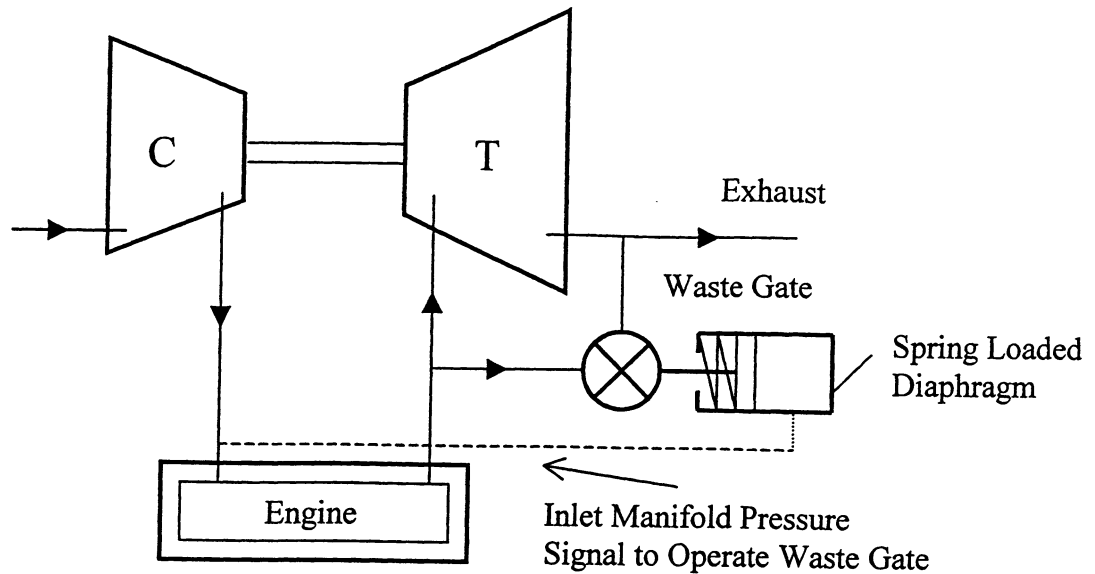 C
T
Exhaust
Waste Gate
Spring Loaded
Diaphragm
Engine
Inlet Manifold Pressure
Signal to Operate Waste Gate